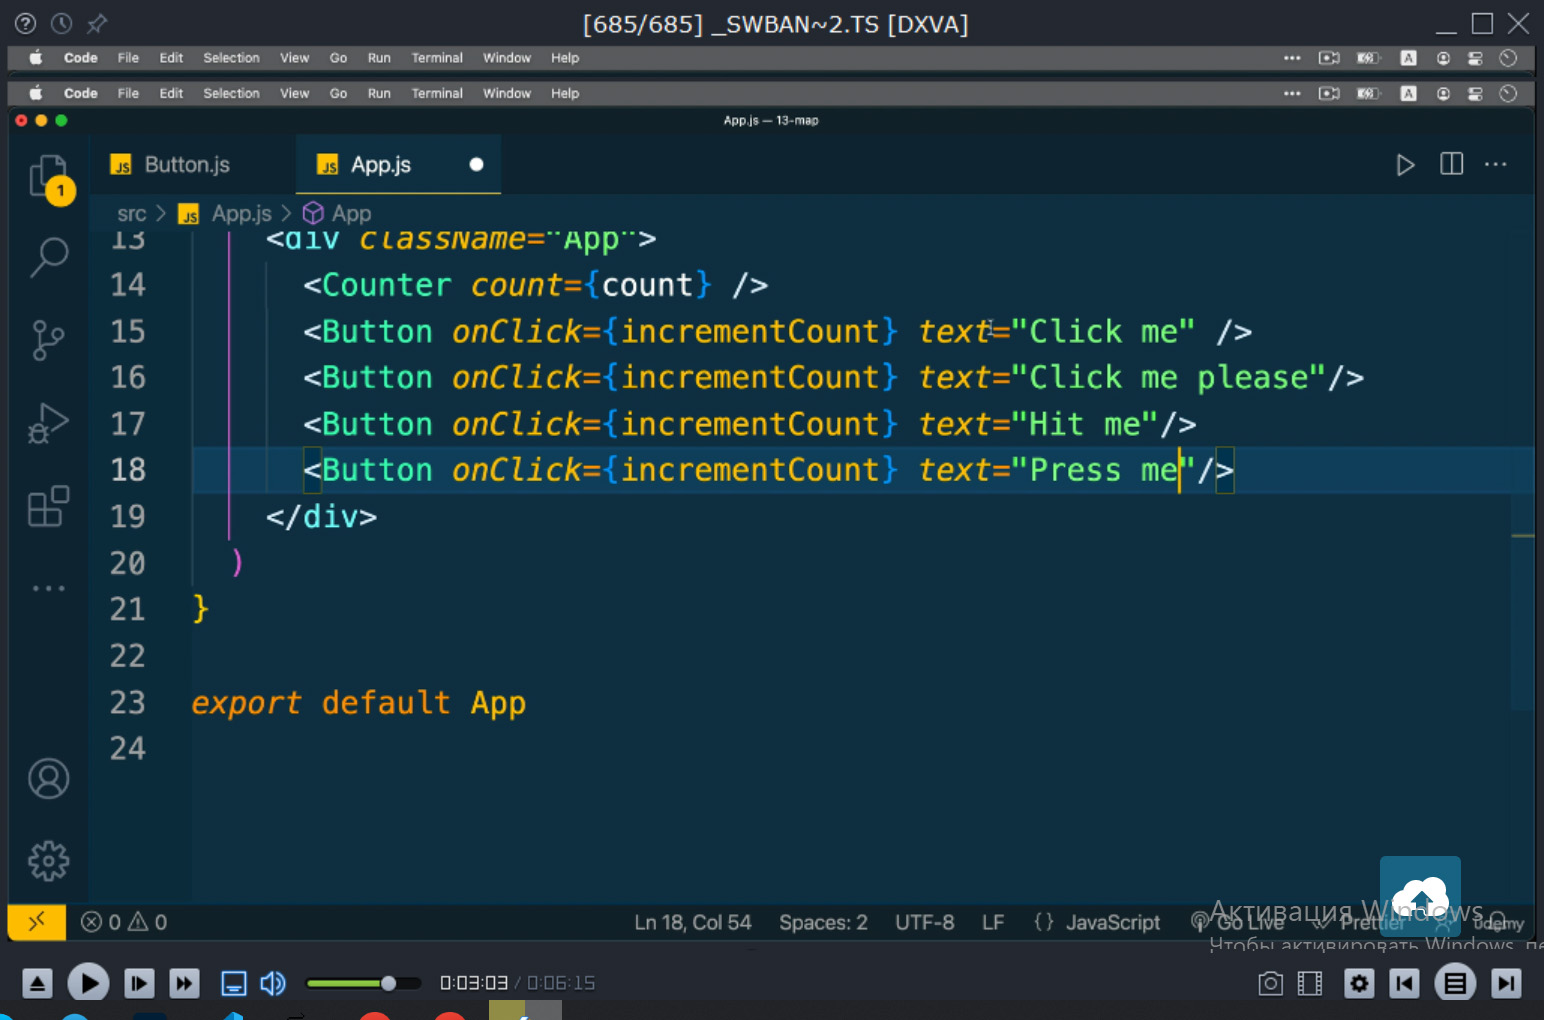 [685/685] _SWBAN~2.TS [DXVA]
Code File Edit Selection View Go Run Terminal Window Help A
Code File Edit Selection View Go Run Terminal Window Help A
App.js — 13-map
JS Button.js JS App.js
1
src > JS App.js > App
13 <div className="App">
14 <Counter count={count} />
15 <Button onClick={incrementCount} text="Click me" />
16 <Button onClick={incrementCount} text="Click me please"/>
17 <Button onClick={incrementCount} text="Hit me"/>
18 <Button onClick={incrementCount} text="Press me"/>
19 </div>
20 )
21 }
22
23 export default App
24
0 0 Ln 18, Col 54 Spaces: 2 UTF-8 LF {} JavaScript Go Live Prettier
Активация Windows
Чтобы активировать Windows,
udemy
0:03:03 / 0:06:15